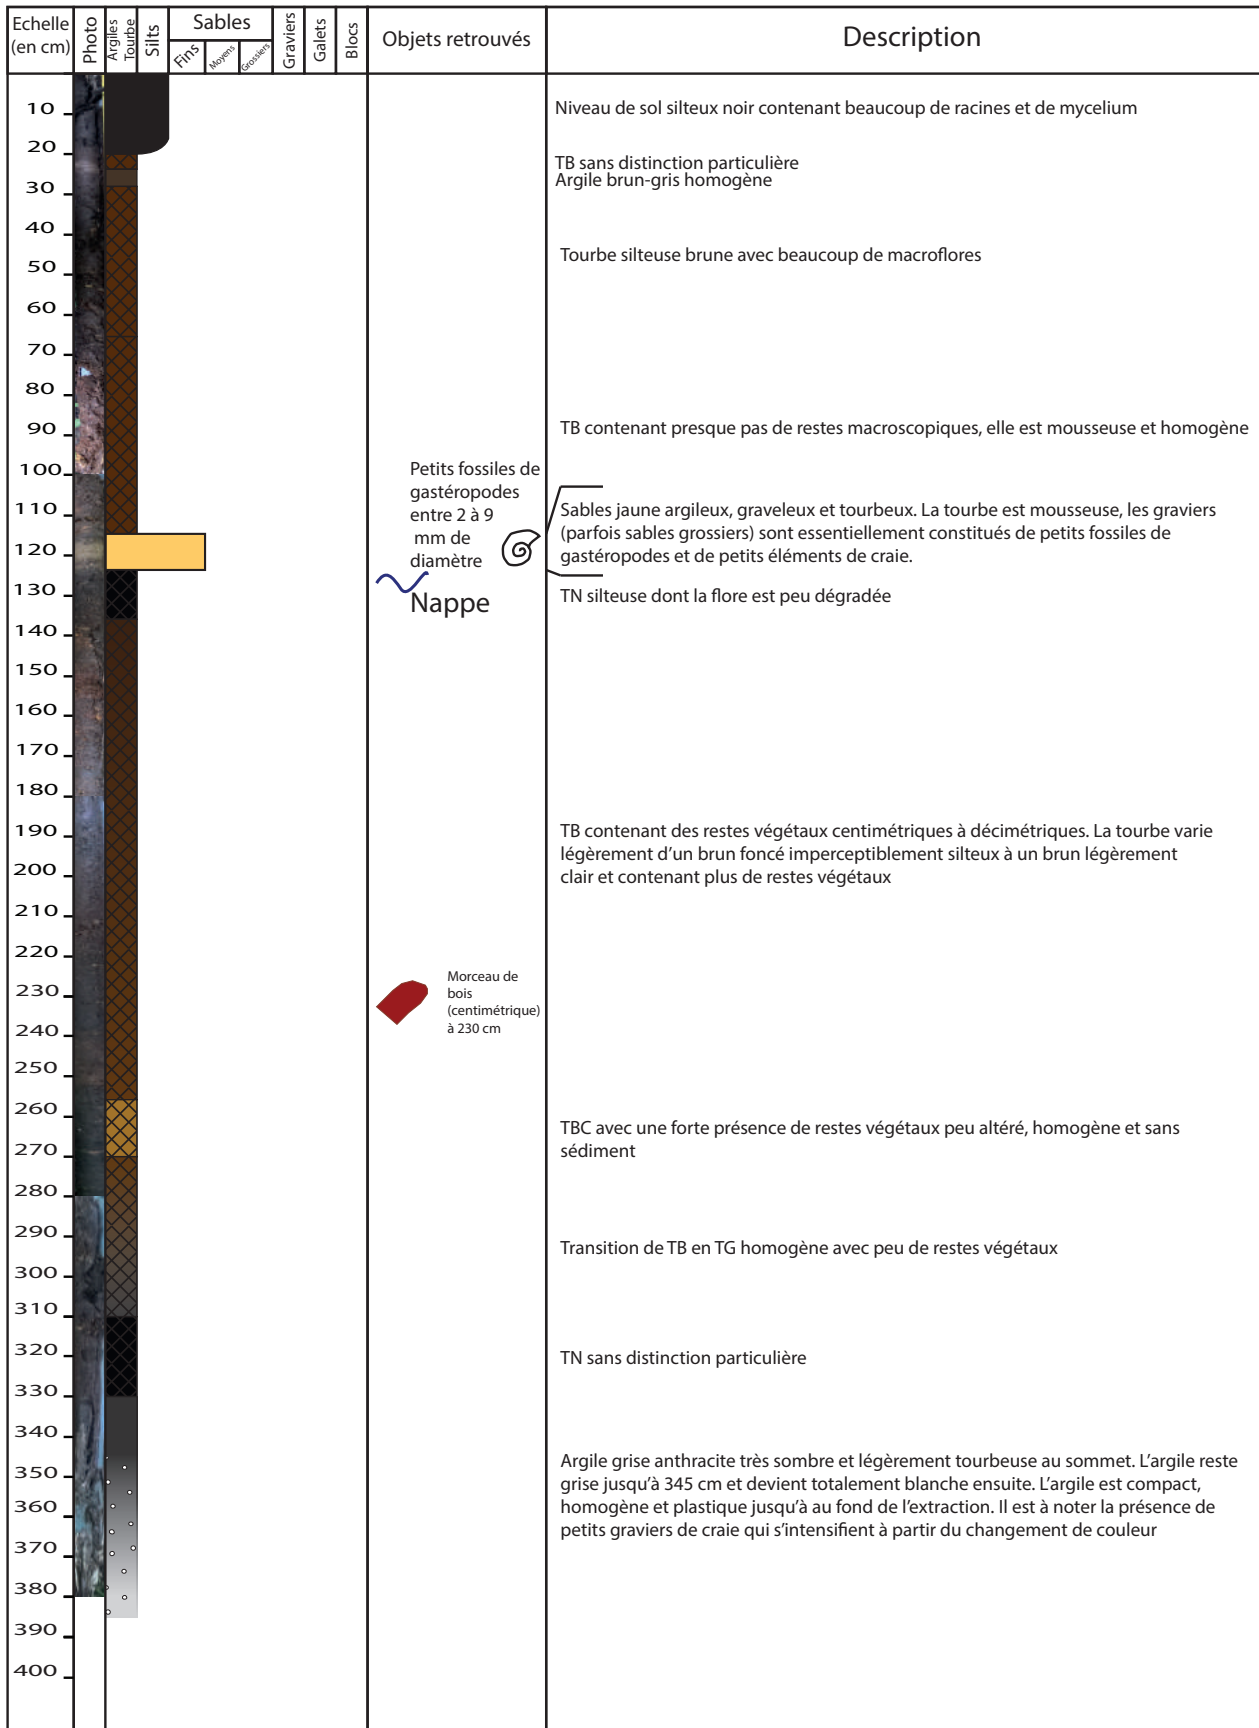 Echelle
(en cm)
Photo
Argiles
Tourbe
Silts
Sables
Fins
Moyens
Grossiers
Graviers
Galets
Blocs
Objets retrouvés
Description
10
20
30
40
50
60
70
80
90
100
110
120
130
140
150
160
170
180
190
200
210
220
230
240
250
260
270
280
290
300
310
320
330
340
350
360
370
380
390
400
Petits fossiles de
gastéropodes
entre 2 à 9
mm de
diamètre
Nappe
Morceau de
bois
(centimétrique)
à 230 cm
Niveau de sol silteux noir contenant beaucoup de racines et de mycelium
TB sans distinction particulière
Argile brun-gris homogène
Tourbe silteuse brune avec beaucoup de macroflores
TB contenant presque pas de restes macroscopiques, elle est mousseuse et homogène
Sables jaune argileux, graveleux et tourbeux. La tourbe est mousseuse, les graviers
(parfois sables grossiers) sont essentiellement constitués de petits fossiles de
gastéropodes et de petits éléments de craie.
TN silteuse dont la flore est peu dégradée
TB contenant des restes végétaux centimétriques à décimétriques. La tourbe varie
légèrement d'un brun foncé imperceptiblement silteux à un brun légèrement
clair et contenant plus de restes végétaux
TBC avec une forte présence de restes végétaux peu altéré, homogène et sans
sédiment
Transition de TB en TG homogène avec peu de restes végétaux
TN sans distinction particulière
Argile grise anthracite très sombre et légèrement tourbeuse au sommet. L'argile reste
grise jusqu'à 345 cm et devient totalement blanche ensuite. L'argile est compact,
homogène et plastique jusqu'à au fond de l'extraction. Il est à noter la présence de
petits graviers de craie qui s'intensifient à partir du changement de couleur